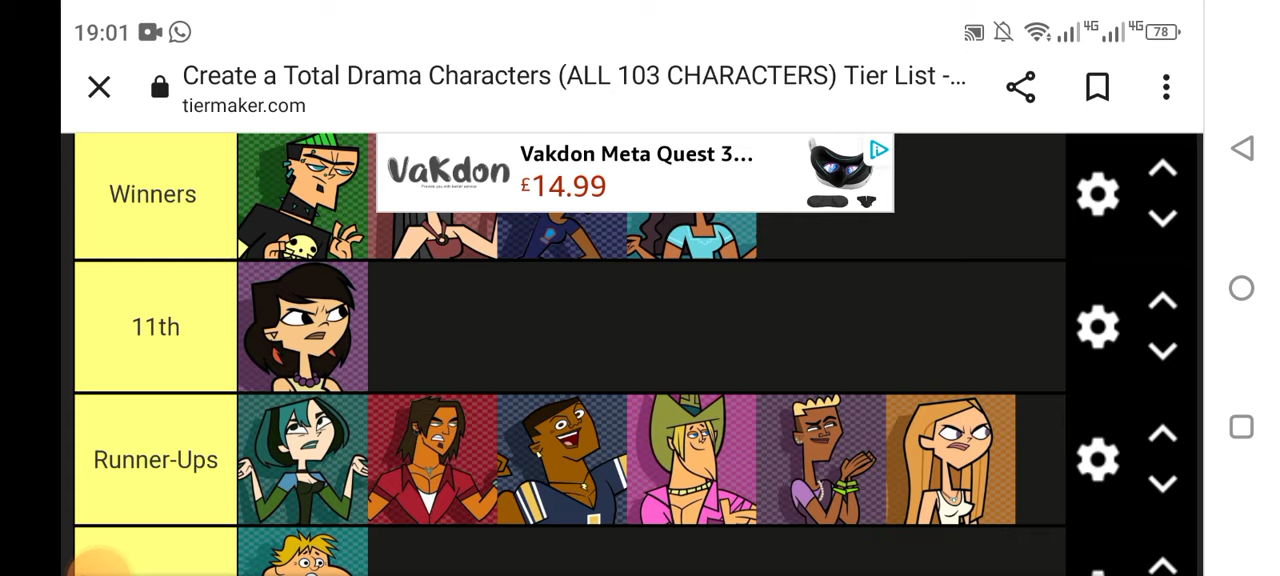 19:01
4G 4G 78
Create a Total Drama Characters (ALL 103 CHARACTERS) Tier List -...
tiermaker.com
Winners
Vakdon
Vakdon Meta Quest 3...
£14.99
11th
Runner-Ups